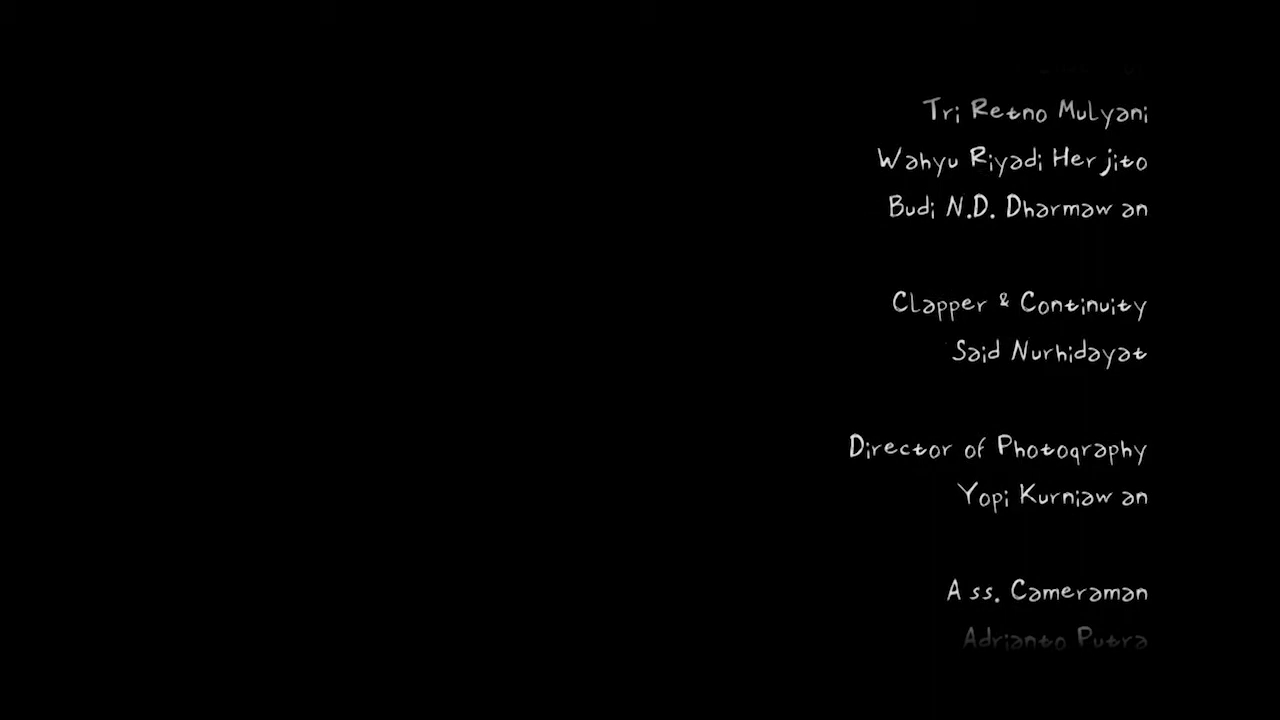 Tri Retno Mulyani
Wahyu Riyadi Herjito
Budi N.D. Dharmawan
Clapper & Continuity
Said Nurhidayat
Director of Photography
Yopi Kurniawan
Ass. Cameraman
Adrianto Putra